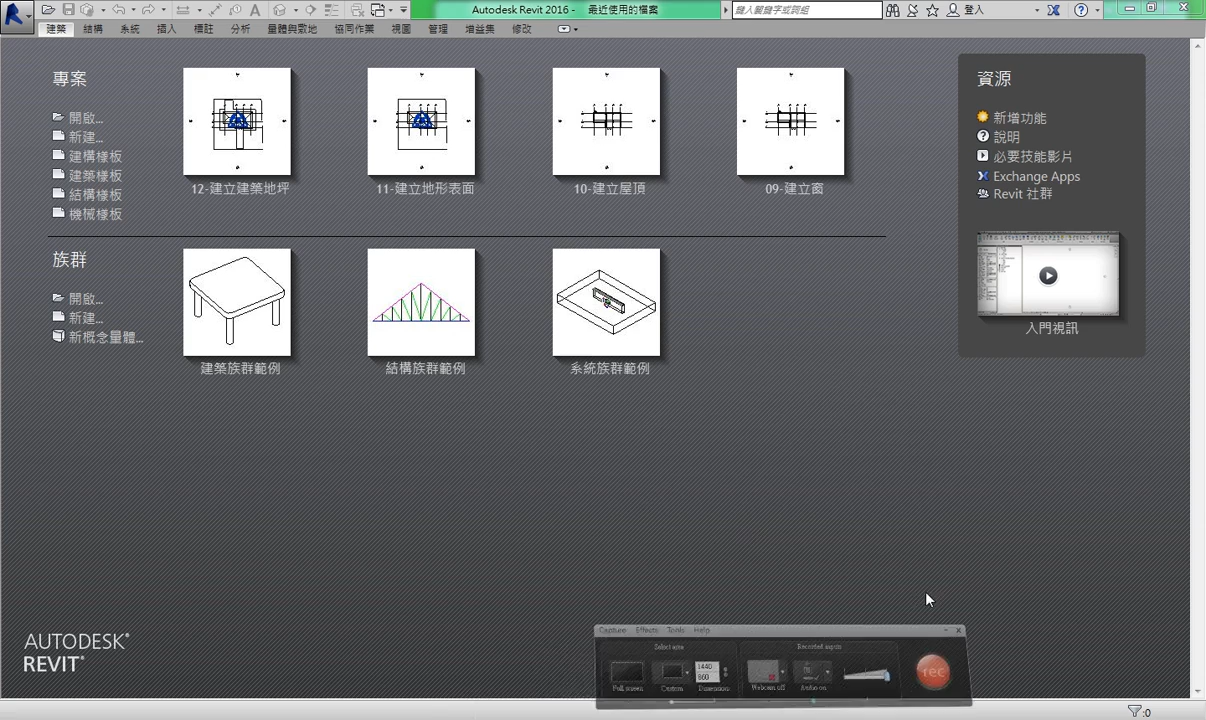 Autodesk Revit 2016 - 最近使用的檔案
鍵入關鍵字或詞組
登入
建築 結構 系統 插入 標註 分析 量體與敷地 協同作業 視圖 管理 增益集 修改
專案
開啟...
新建...
建構樣板
建築樣板
結構樣板
機械樣板
12-建立建築地坪
11-建立地形表面
10-建立屋頂
09-建立窗
族群
開啟...
新建...
新概念量體...
建築族群範例
結構族群範例
系統族群範例
資源
新增功能
說明
必要技能影片
Exchange Apps
Revit 社群
入門視訊
AUTODESK®
REVIT®
Capture Effects Tools Help
Select area
Recorded inputs
Full screen
Custom
1440
860
Dimensions
Webcam off
Audio on
rec
:0